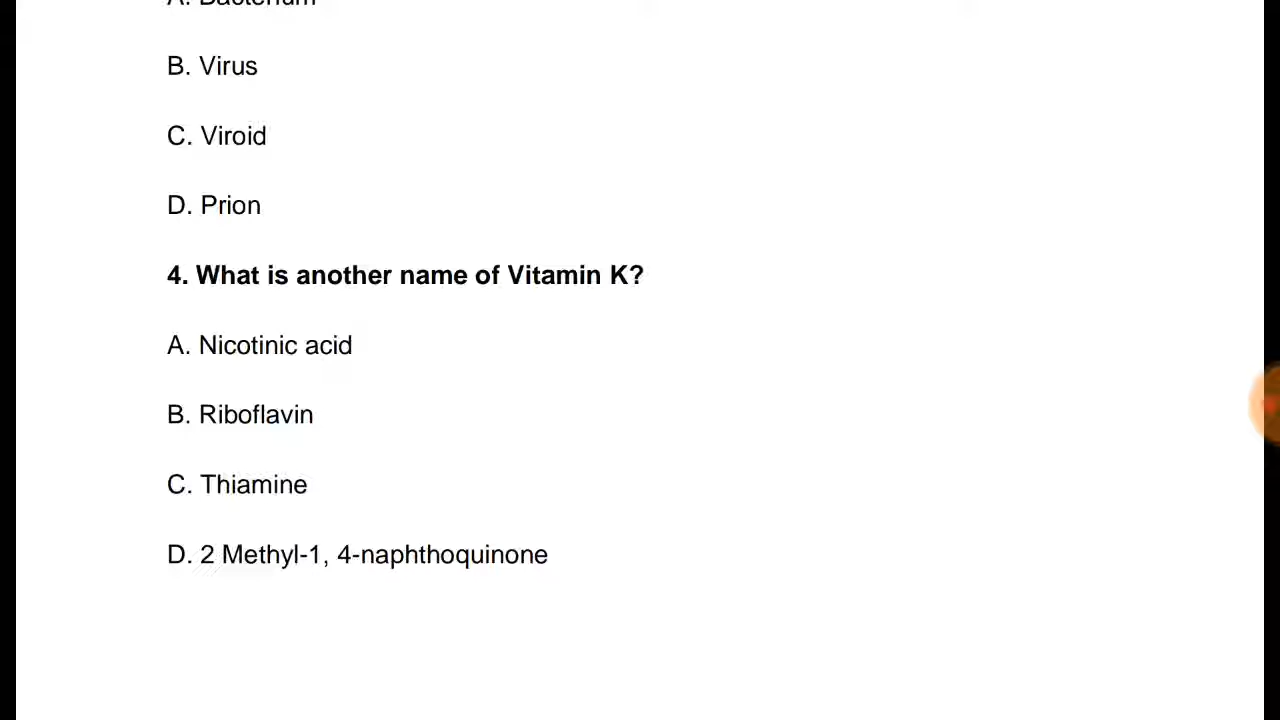 A. Bacterium
B. Virus
C. Viroid
D. Prion
4. What is another name of Vitamin K?
A. Nicotinic acid
B. Riboflavin
C. Thiamine
D. 2 Methyl-1, 4-naphthoquinone